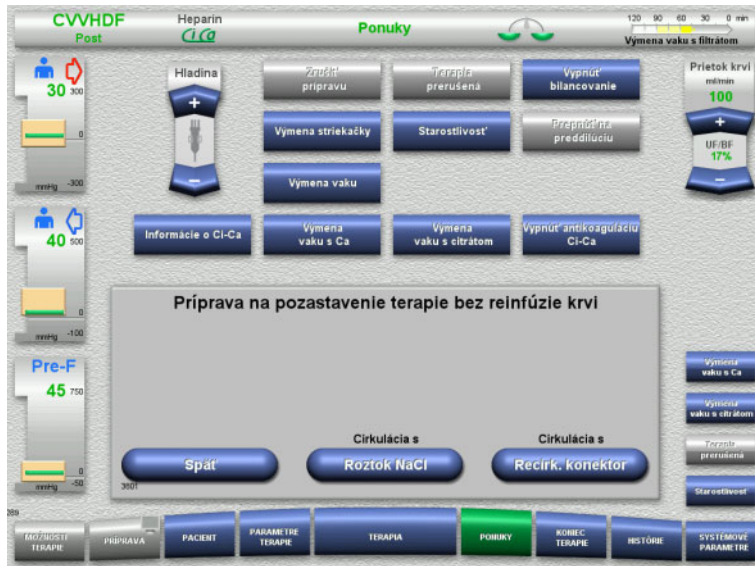 CVVHDF
Post
Heparín
CiCa
Ponuky
120 90 60 30 0 min
Výmena vaku s filtrátom
30 300
0
mmHg -300
Hladina
+
−
Zrušiť
prípravu
Terapia
prerušená
Vypnúť
bilancovanie
Výmena striekačky
Starostlivosť
Prepnúť na
preddilúciu
Výmena vaku
Prietok krvi
ml/min
100
+
UF/BF
17%
−
40 500
0
mmHg -100
Informácie o Ci-Ca
Výmena
vaku s Ca
Výmena
vaku s citrátom
Vypnúť antikoaguláciu
Ci-Ca
Príprava na pozastavenie terapie bez reinfúzie krvi
Pre-F
45 750
0
mmHg -50
Cirkulácia s
Cirkulácia s
Späť
Roztok NaCl
Recirk. konektor
3601
Výmena
vaku s Ca
Výmena
vaku s citrátom
Terapia
prerušená
Starostlivosť
089
MOŽNOSTI
TERAPIE
PRÍPRAVA
PACIENT
PARAMETRE
TERAPIE
TERAPIA
PONUKY
KONIEC
TERAPIE
HISTÓRIE
SYSTÉMOVÉ
PARAMETRE